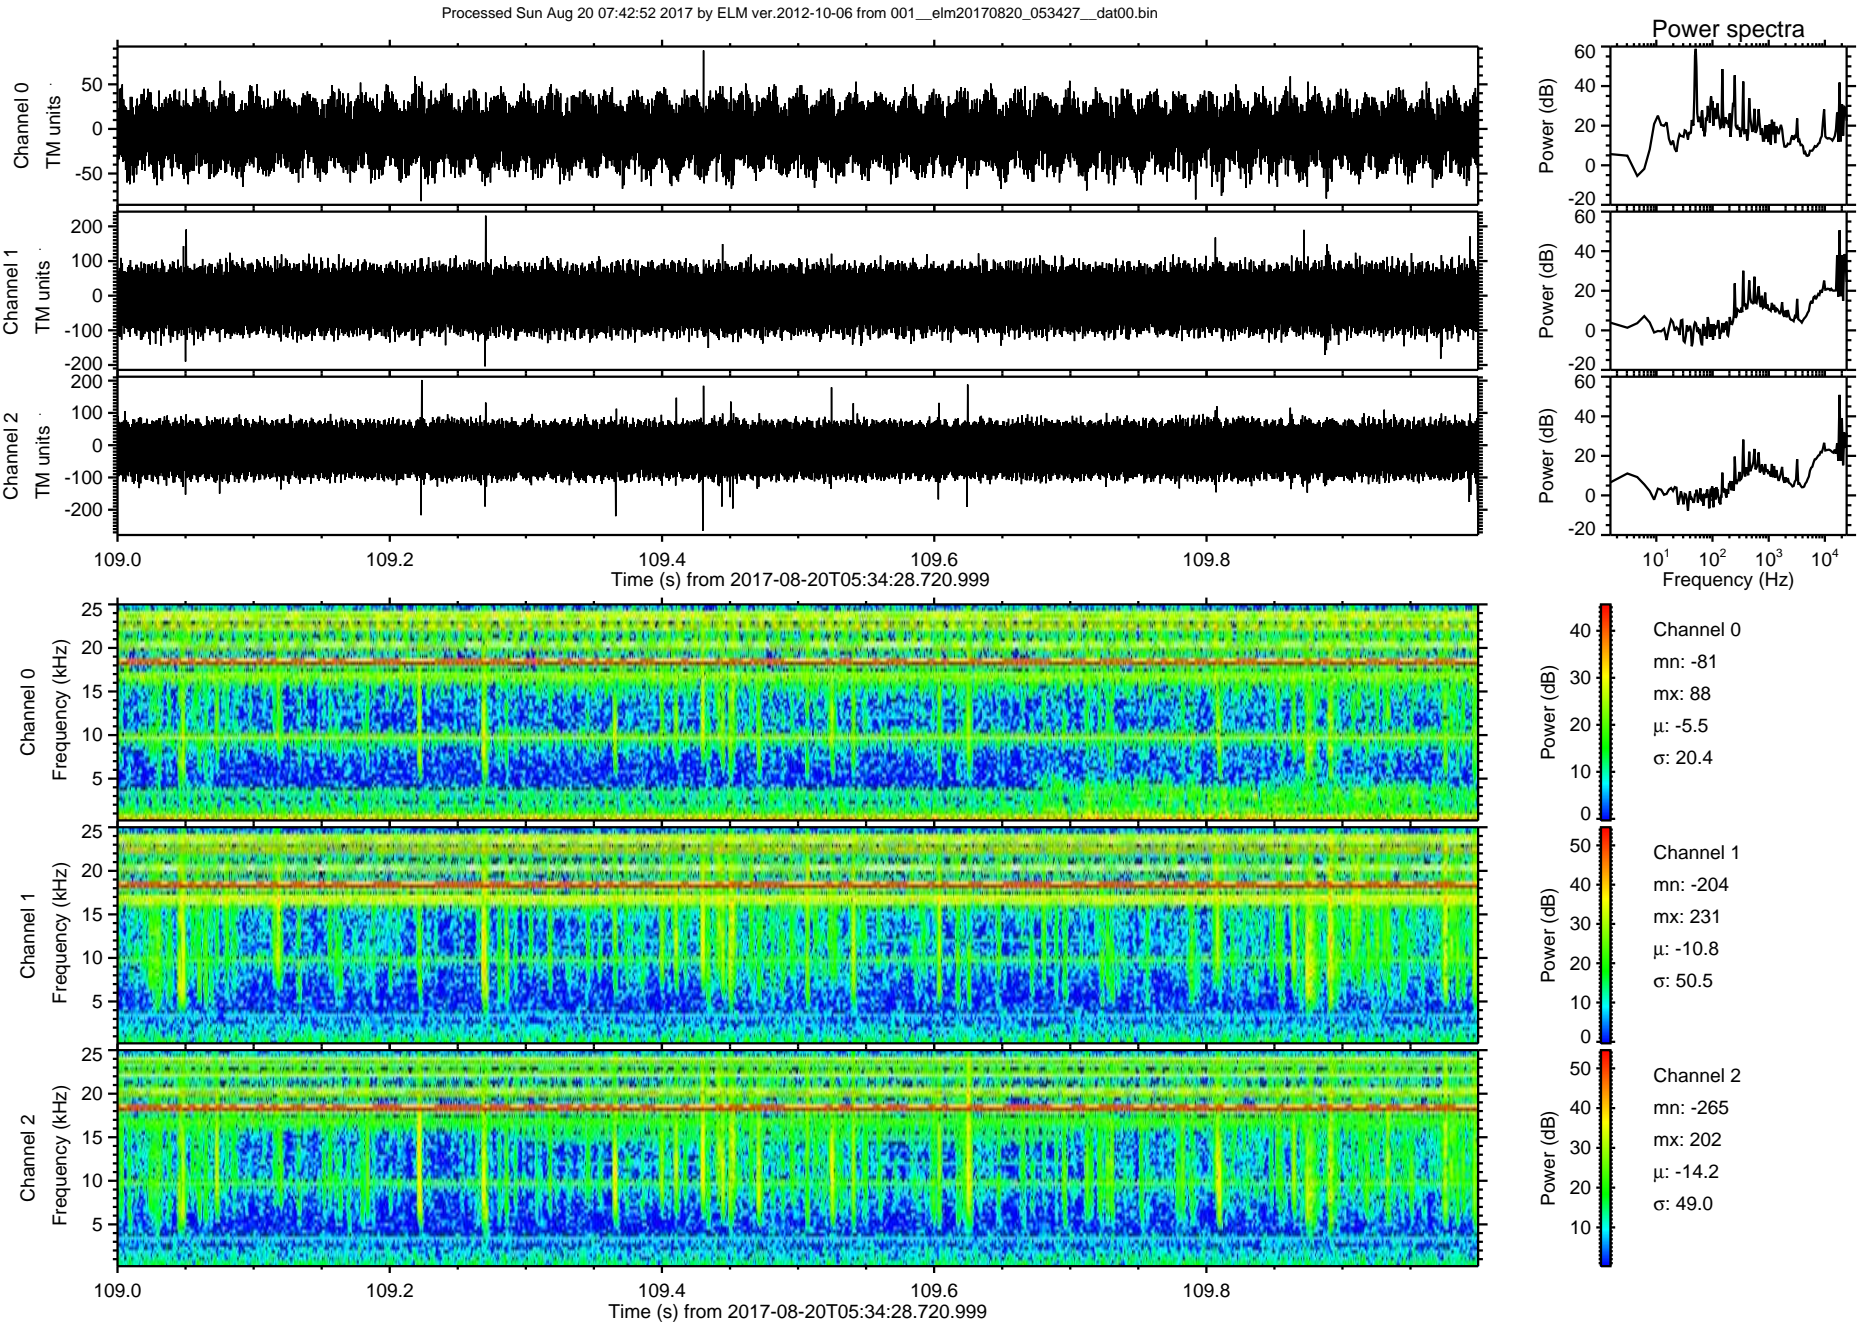 Processed Sun Aug 20 07:42:52 2017 by ELM ver.2012-10-06 from 001__elm20170820_053427__dat00.bin
Power spectra
Channel 0
TM units
50
0
-50
Power (dB)
60
40
20
0
-20
Channel 1
TM units
200
100
0
-100
-200
Power (dB)
60
40
20
0
-20
Channel 2
TM units
200
100
0
-100
-200
Power (dB)
60
40
20
0
-20
109.0 109.2 109.4 109.6 109.8
Time (s) from 2017-08-20T05:34:28.720.999
10¹ 10² 10³ 10⁴
Frequency (Hz)
Channel 0
Frequency (kHz)
25
20
15
10
5
Power (dB)
40
30
20
10
0
Channel 0
mn: -81
mx: 88
μ: -5.5
σ: 20.4
Channel 1
Frequency (kHz)
25
20
15
10
5
Power (dB)
50
40
30
20
10
0
Channel 1
mn: -204
mx: 231
μ: -10.8
σ: 50.5
Channel 2
Frequency (kHz)
25
20
15
10
5
Power (dB)
50
40
30
20
10
Channel 2
mn: -265
mx: 202
μ: -14.2
σ: 49.0
109.0 109.2 109.4 109.6 109.8
Time (s) from 2017-08-20T05:34:28.720.999